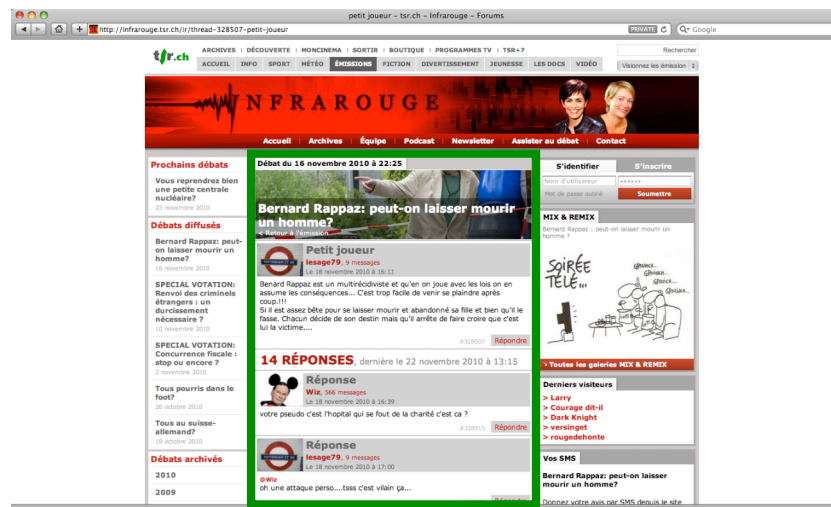 petit joueur - tsr.ch - Infrarouge - Forums
http://infrarouge.tsr.ch/ir/thread-328507-petit-joueur
PRIVATE
Google
tsr.ch
ARCHIVES | DÉCOUVERTE | MONCINEMA | SORTIR | BOUTIQUE | PROGRAMMES TV | TSR+7
Rechercher
ACCUEIL INFO SPORT MÉTÉO ÉMISSIONS FICTION DIVERTISSEMENT JEUNESSE LES DOCS VIDÉO
Visionnez les émission
INFRAROUGE
Accueil Archives Équipe Podcast Newsletter Assister au débat Contact
Prochains débats
Vous reprendrez bien
une petite centrale
nucléaire?
23 novembre 2010
Débats diffusés
Bernard Rappaz: peut-
on laisser mourir un
homme?
16 novembre 2010
SPECIAL VOTATION:
Renvoi des criminels
étrangers : un
durcissement
nécessaire ?
10 novembre 2010
SPECIAL VOTATION:
Concurrence fiscale :
stop ou encore ?
2 novembre 2010
Tous pourris dans le
foot?
26 octobre 2010
Tous au suisse-
allemand?
19 octobre 2010
Débats archivés
2010
2009
Débat du 16 novembre 2010 à 22:25
Bernard Rappaz: peut-on laisser mourir
un homme?
< Retour à l'émission
Petit joueur
lesage79, 9 messages
Le 18 novembre 2010 à 16:11
Benard Rappaz est un multirécidiviste et qu'en on joue avec les lois on en
assume les conséquences... C'est trop facile de venir se plaindre après
coup.!!!
Si il est assez bête pour se laisser mourir et abandonné sa fille et bien qu'il le
fasse. Chacun décide de son destin mais qu'il arrête de faire croire que c'est
lui la victime....
#328507 Répondre
14 RÉPONSES, dernière le 22 novembre 2010 à 13:15
Réponse
Wiz, 566 messages
Le 18 novembre 2010 à 16:39
votre pseudo c'est l'hopital qui se fout de la charité c'est ca ?
#328515 Répondre
Réponse
lesage79, 9 messages
Le 18 novembre 2010 à 17:00
@Wiz
oh une attaque perso....tsss c'est vilain ça...
Répondre
S'identifier S'inscrire
Nom d'utilisateur
Mot de passe oublié Soumettre
MIX & REMIX
Bernard Rappaz : peut-on laisser mourir un
homme ?
SOIRÉE
TÉLÉ...
> Toutes les galeries MIX & REMIX
Derniers visiteurs
> Larry
> Courage dit-il
> Dark Knight
> versinget
> rougedehonte
Vos SMS
Bernard Rappaz: peut-on laisser
mourir un homme?
Donnez votre avis par SMS depuis le site